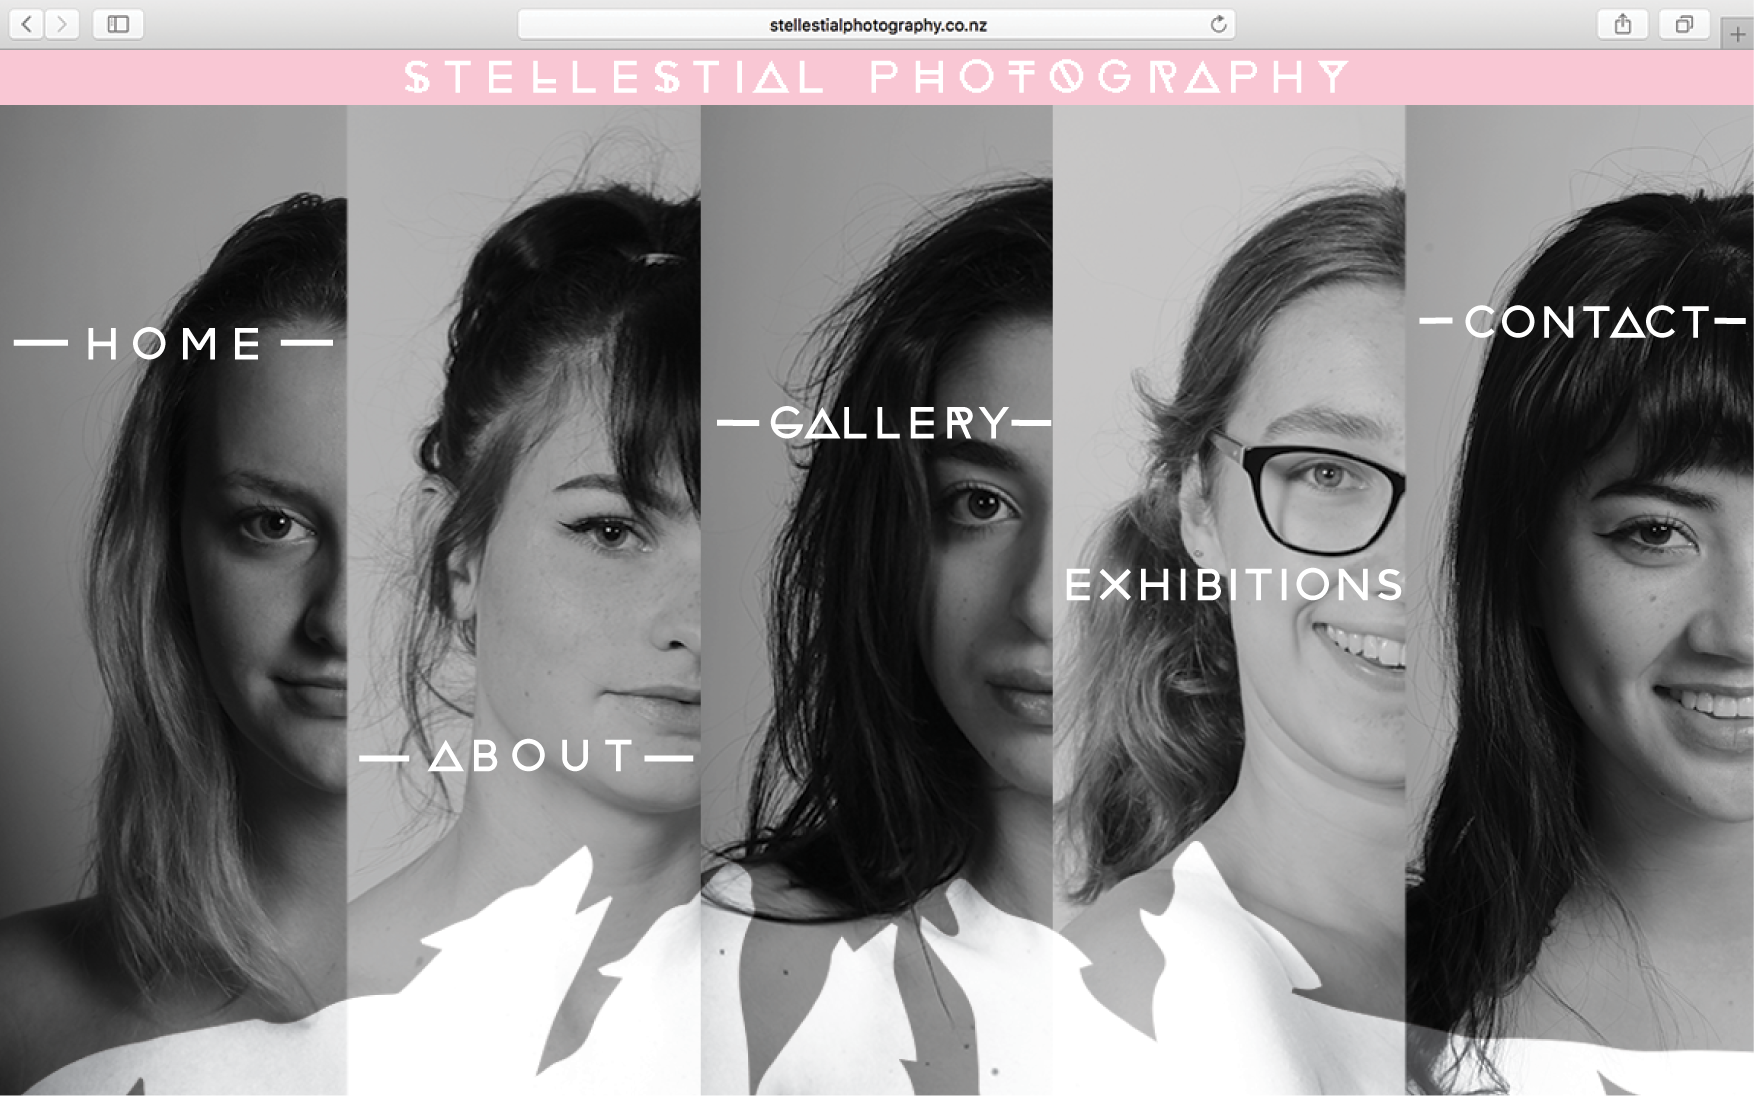 stellestialphotography.co.nz
STELLESTIAL PHOTOGRAPHY
HOME
ABOUT
GALLERY
EXHIBITIONS
CONTACT